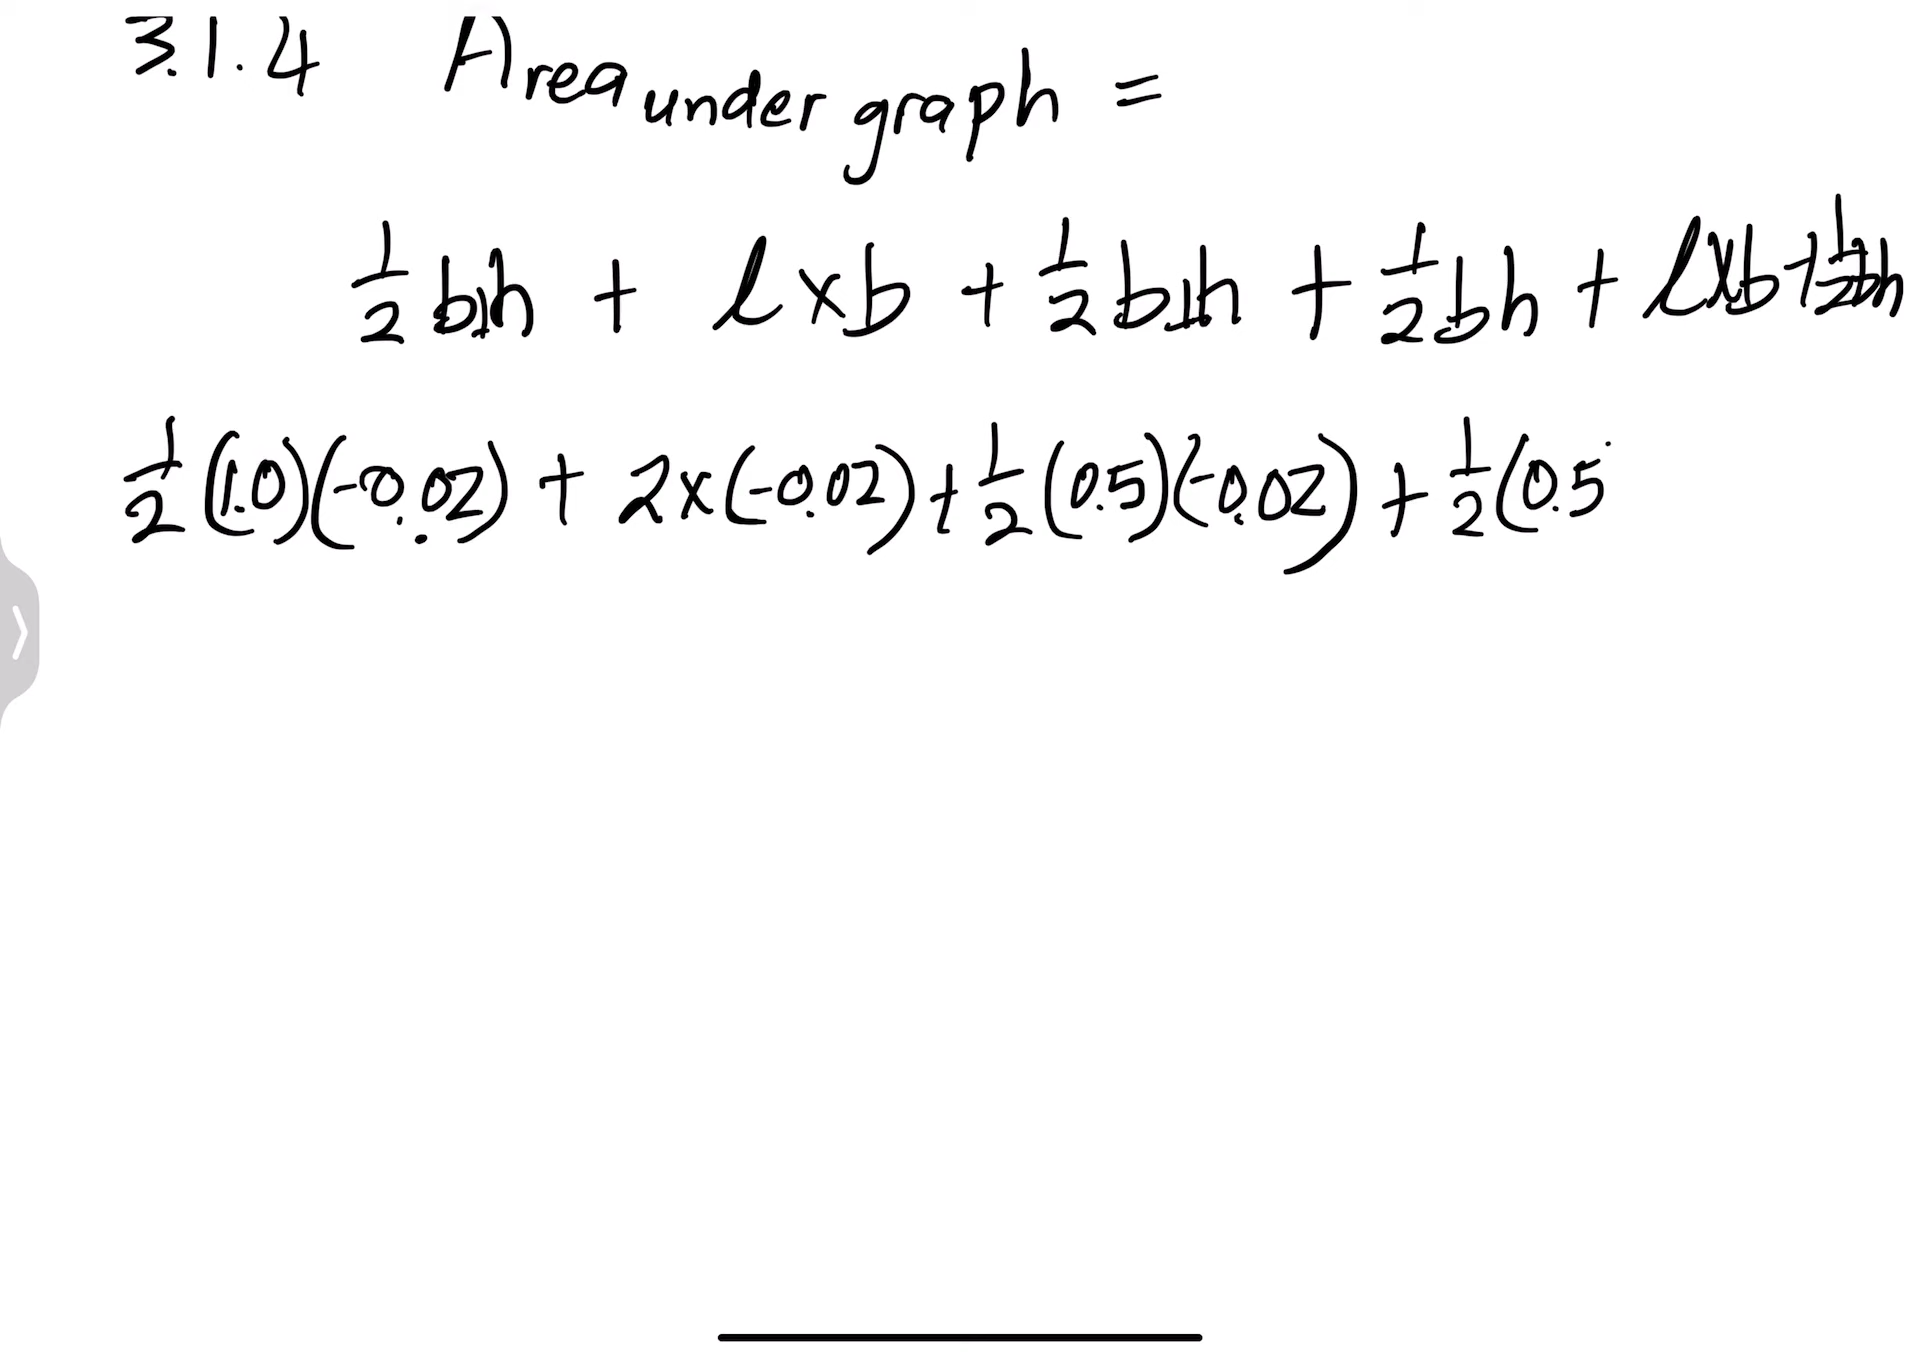 3.1.4 Area under graph =
½ b⊥h + l×b + ½ b⊥h + ½ bh + l×b + ½ bh
½ (1.0)(-0.02) + 2×(-0.02) + ½ (0.5)(-0.02) + ½ (0.5